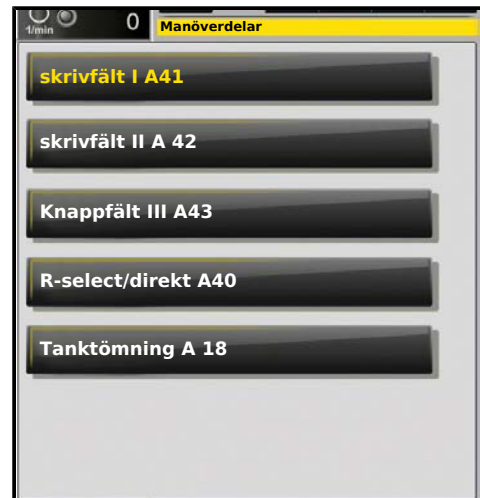 1/min 0 Manöverdelar
skrivfält I A41
skrivfält II A 42
Knappfält III A43
R-select/direkt A40
Tanktömning A 18